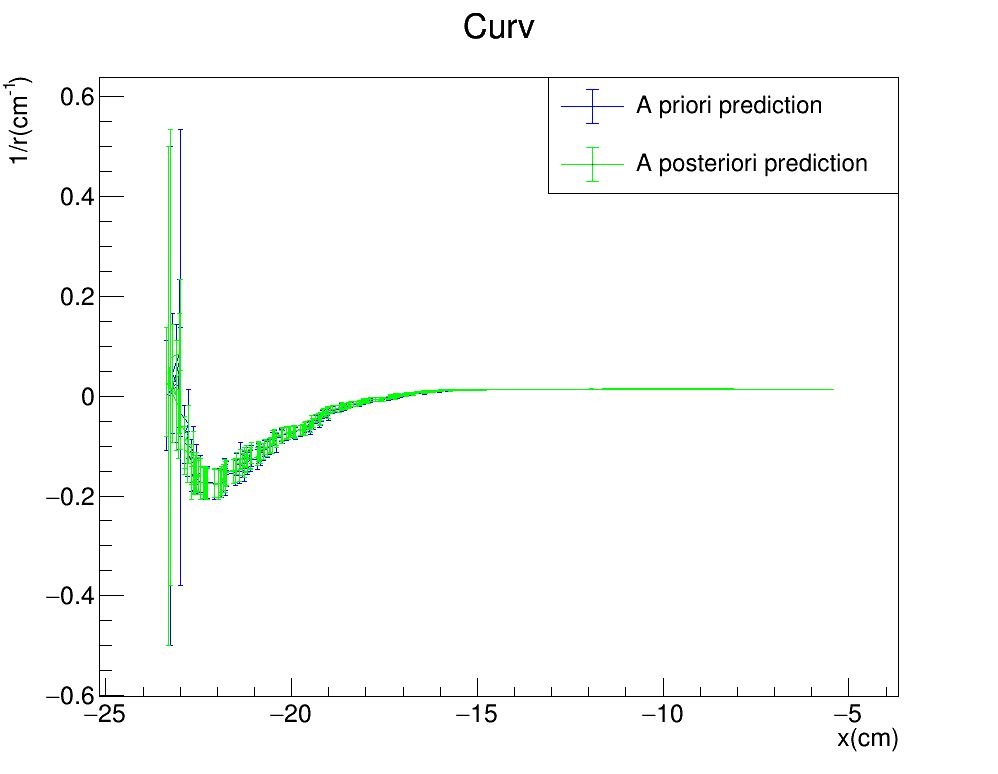 Curv
1/r(cm⁻¹)
A priori prediction
A posteriori prediction
0.6
0.4
0.2
0
−0.2
−0.4
−0.6
−25 −20 −15 −10 −5
x(cm)